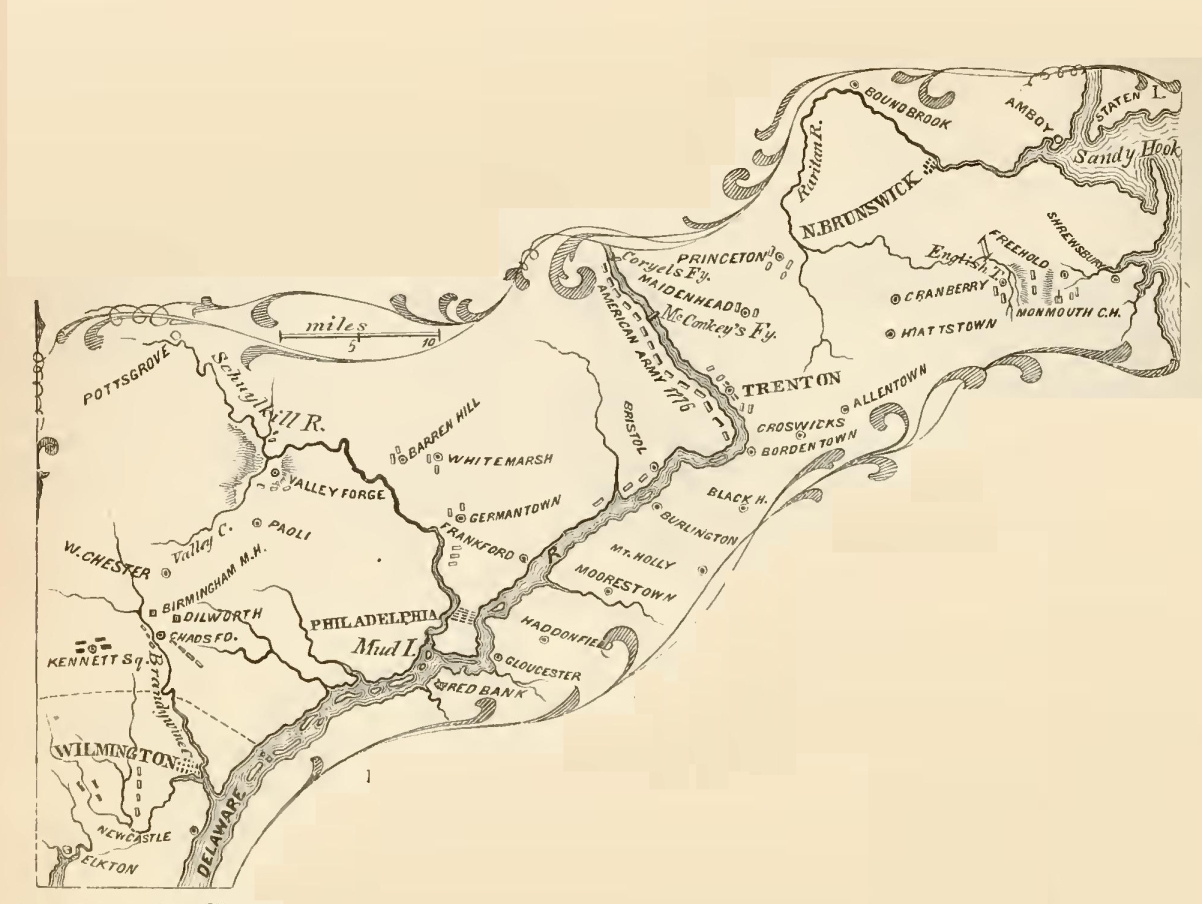 BOUNDBROOK
AMBOY
STATEN I.
Sandy Hook
Raritan R.
N. BRUNSWICK
SHREWSBURY
FREEHOLD
English T.
MONMOUTH C.H.
PRINCETON
Coryels Fy.
MAIDENHEAD
McConkey's Fy.
CRANBERRY
HIATTSTOWN
AMERICAN ARMY 1776
miles
5 10
POTTSGROVE
Schuylkill R.
TRENTON
ALLENTOWN
CROSWICKS
BORDENTOWN
BRISTOL
BARREN HILL
WHITEMARSH
VALLEY FORGE
BLACK H.
BURLINGTON
GERMANTOWN
FRANKFORD
PAOLI
Valley C.
W. CHESTER
BIRMINGHAM M.H.
DILWORTH
CHADS FO.
MT. HOLLY
MOORESTOWN
R
PHILADELPHIA
Mud I.
HADDONFIELD
GLOUCESTER
RED BANK
KENNETT Sq.
Brandywine C.
WILMINGTON
NEWCASTLE
DELAWARE
ELKTON